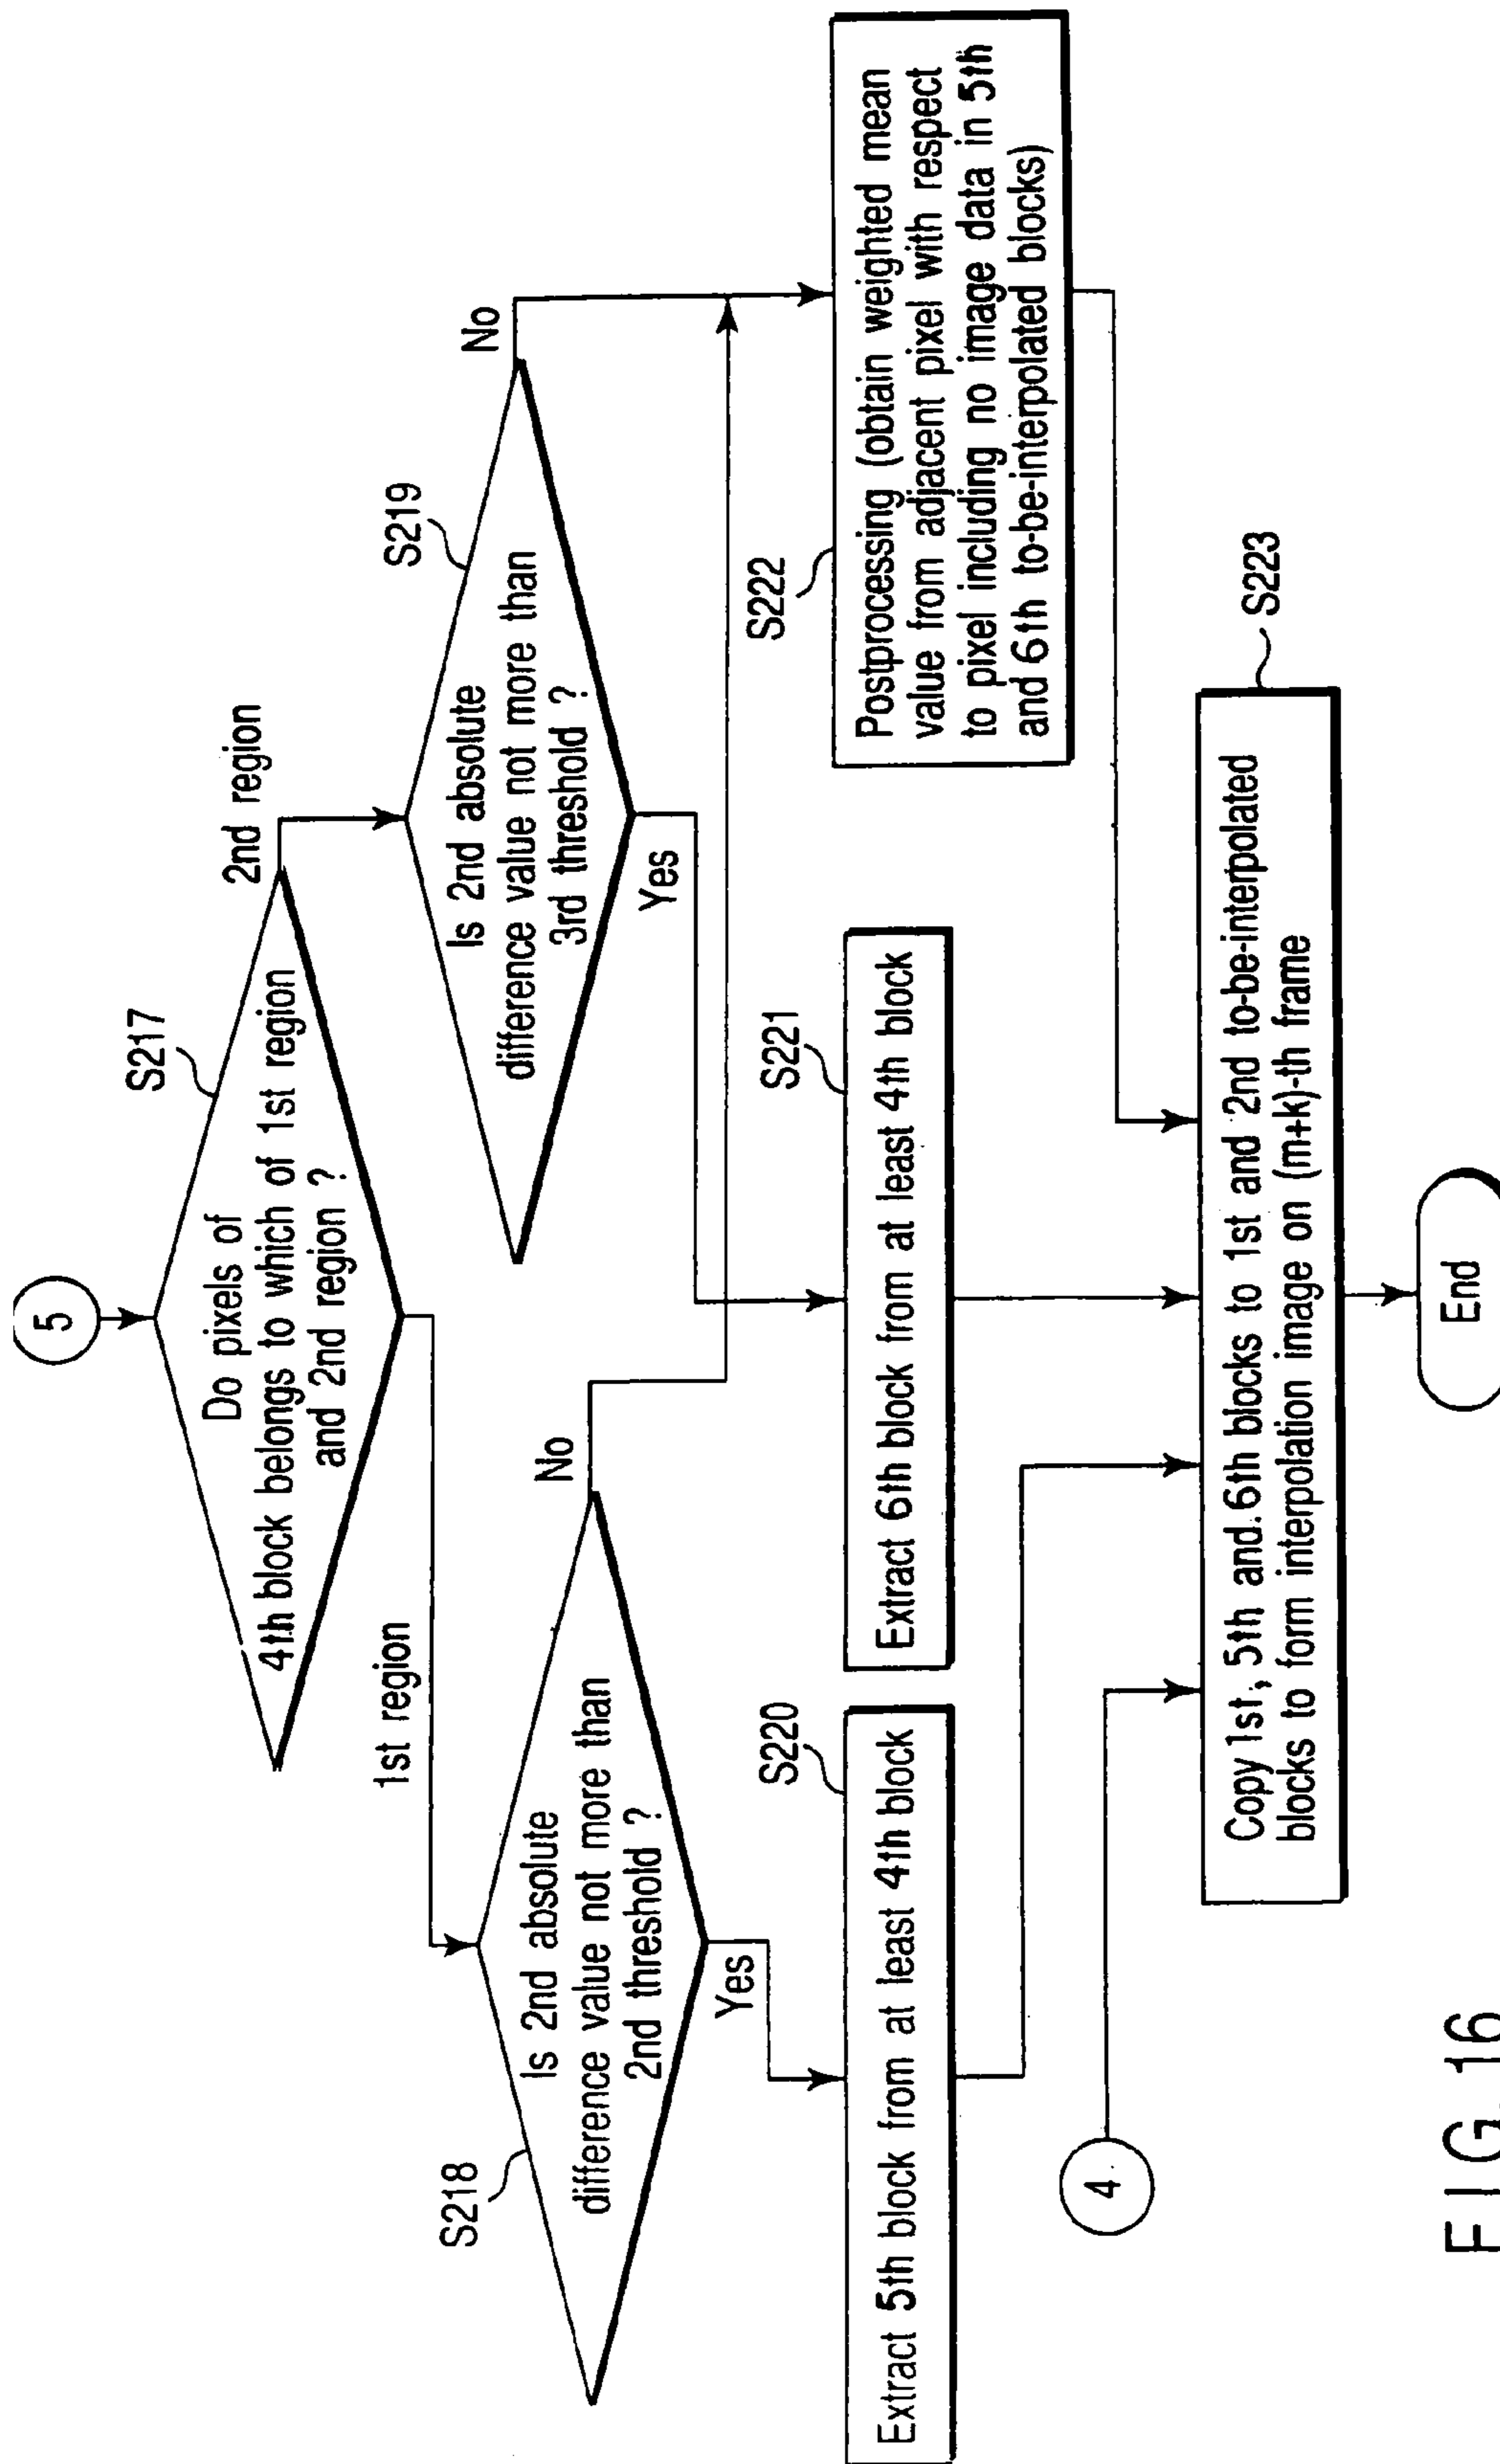 5
S217
Do pixels of
4th block belongs to which of 1st region
and 2nd region ?
1st region
2nd region
S218
Is 2nd absolute
difference value not more than
2nd threshold ?
No
Yes
S219
Is 2nd absolute
difference value not more than
3rd threshold ?
No
Yes
S220
Extract 5th block from at least 4th block
S221
Extract 6th block from at least 4th block
S222
Postprocessing (obtain weighted mean
value from adjacent pixel with respect
to pixel including no image data in 5th
and 6th to-be-interpolated blocks)
4
S223
Copy 1st, 5th and 6th blocks to 1st and 2nd to-be-interpolated
blocks to form interpolation image on (m+k)-th frame
End
FIG. 16